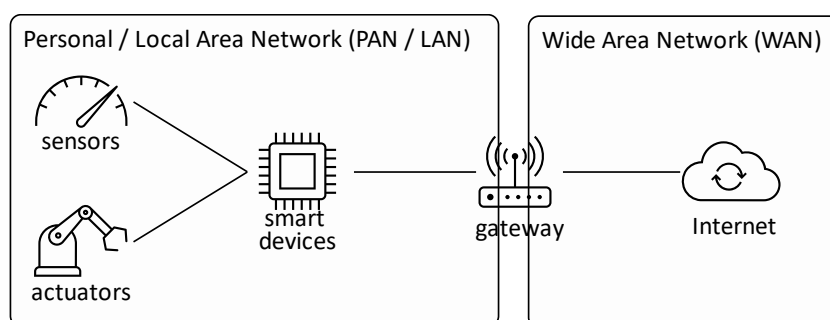 Personal / Local Area Network (PAN / LAN)
Wide Area Network (WAN)
sensors
smart
devices
gateway
Internet
actuators